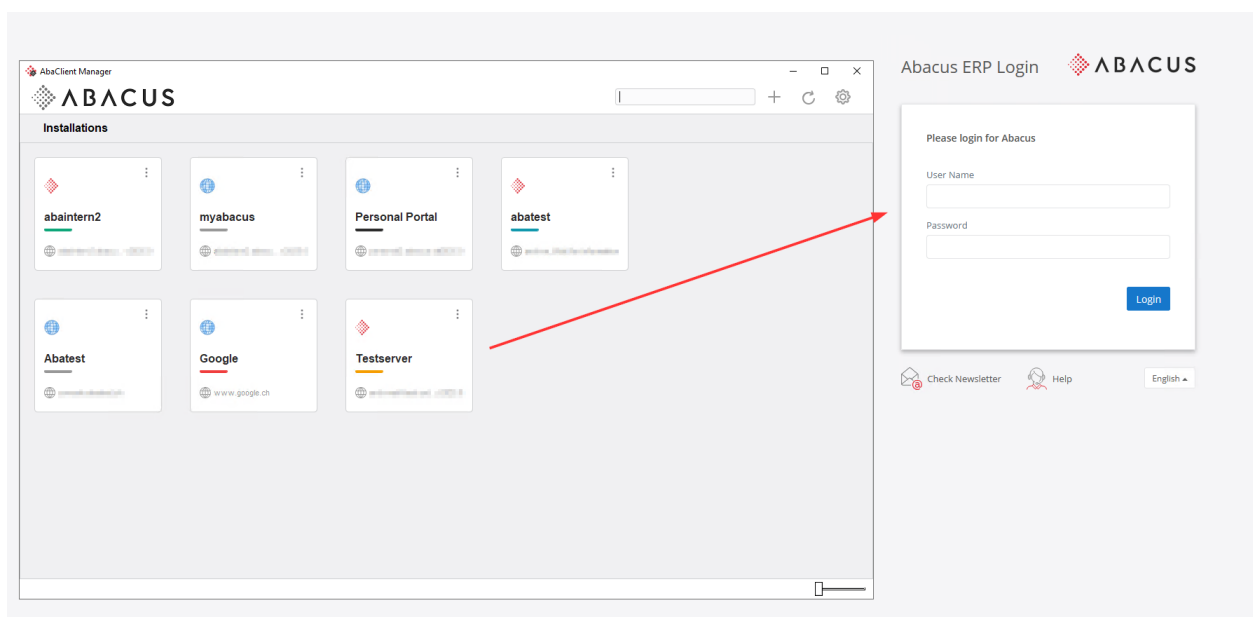 AbaClient Manager
ABACUS
Installations
abaintern2
myabacus
Personal Portal
abatest
Abatest
Google
www.google.ch
Testserver
Abacus ERP Login
ABACUS
Please login for Abacus
User Name
Password
Login
Check Newsletter
Help
English